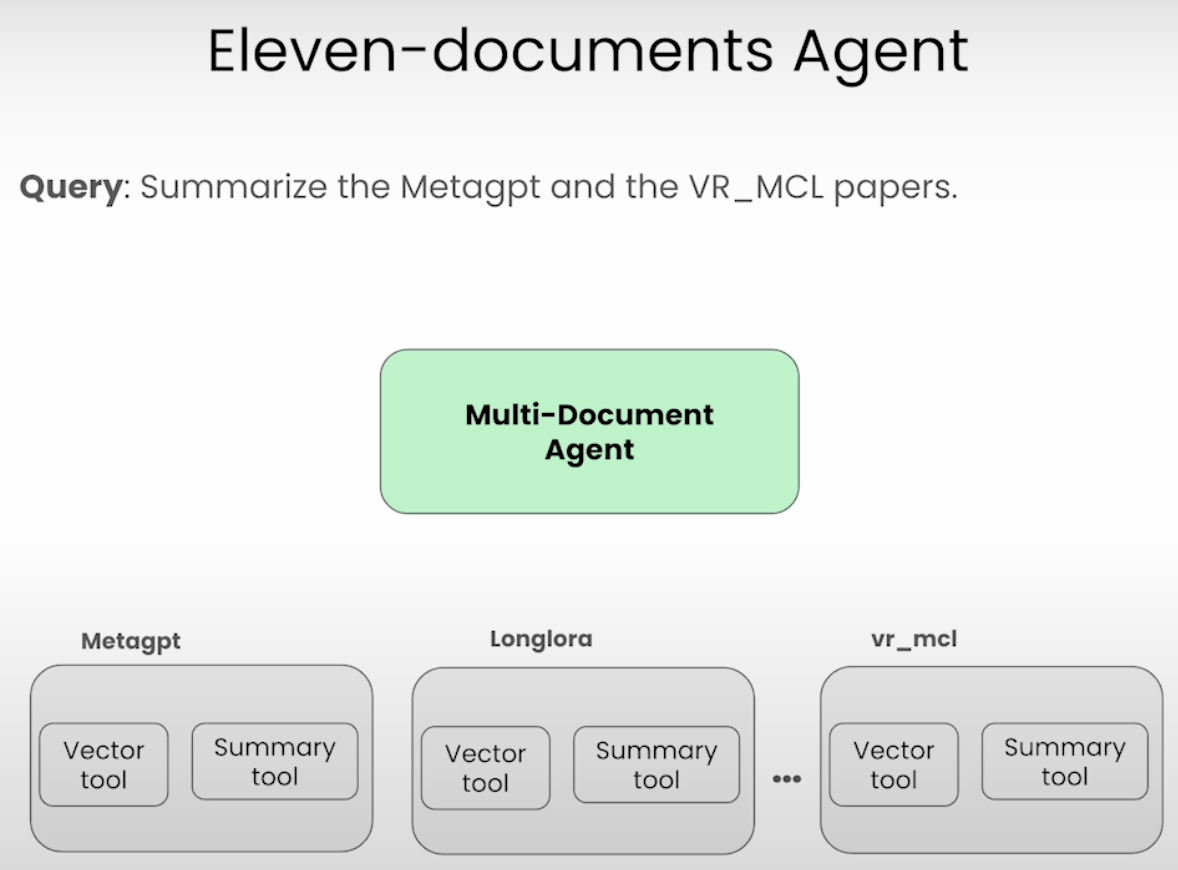 Eleven-documents Agent
Query: Summarize the Metagpt and the VR_MCL papers.
Multi-Document
Agent
Metagpt
Longlora
vr_mcl
Vector
tool
Summary
tool
Vector
tool
Summary
tool
...
Vector
tool
Summary
tool